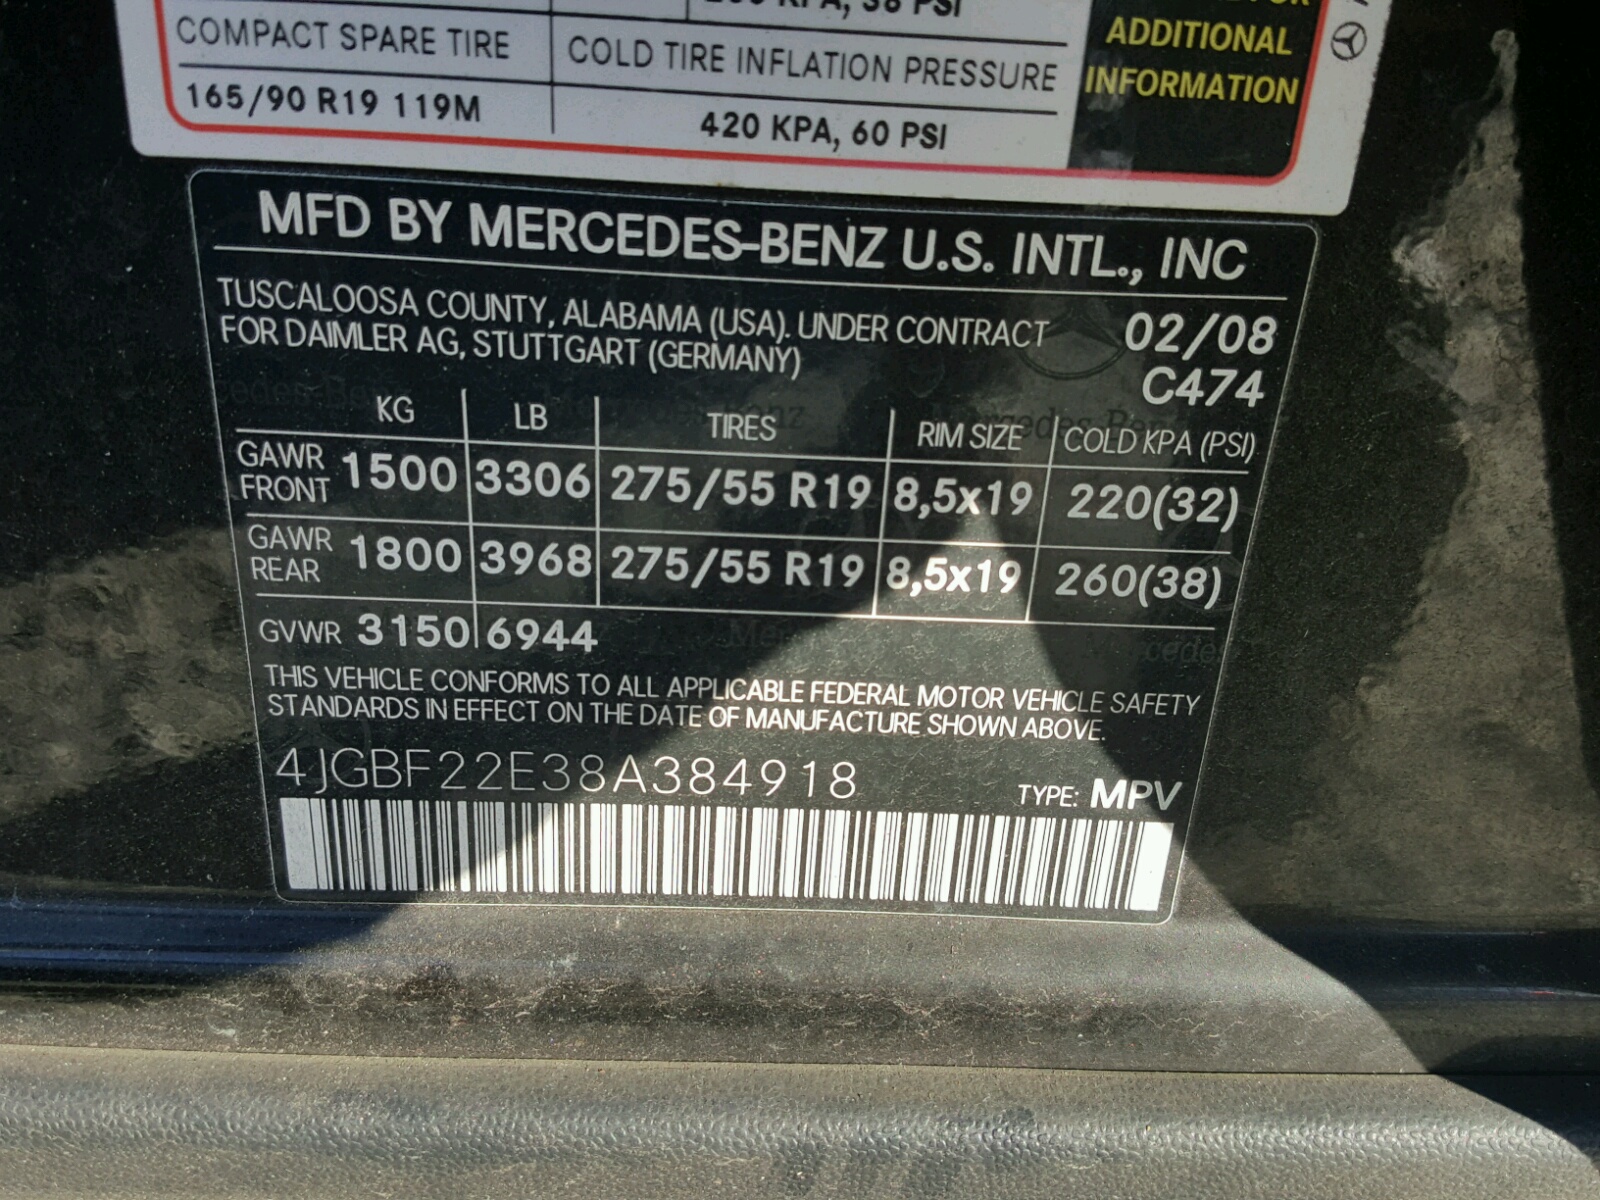 KPA, 38 PSI
COMPACT SPARE TIRE COLD TIRE INFLATION PRESSURE
165/90 R19 119M 420 KPA, 60 PSI
ADDITIONAL
INFORMATION
MFD BY MERCEDES-BENZ U.S. INTL., INC
TUSCALOOSA COUNTY, ALABAMA (USA). UNDER CONTRACT 02/08
FOR DAIMLER AG, STUTTGART (GERMANY) C474
KG LB TIRES RIM SIZE COLD KPA (PSI)
GAWR FRONT 1500 3306 275/55 R19 8,5x19 220(32)
GAWR REAR 1800 3968 275/55 R19 8,5x19 260(38)
GVWR 3150 6944
THIS VEHICLE CONFORMS TO ALL APPLICABLE FEDERAL MOTOR VEHICLE SAFETY
STANDARDS IN EFFECT ON THE DATE OF MANUFACTURE SHOWN ABOVE.
4JGBF22E38A384918
TYPE: MPV